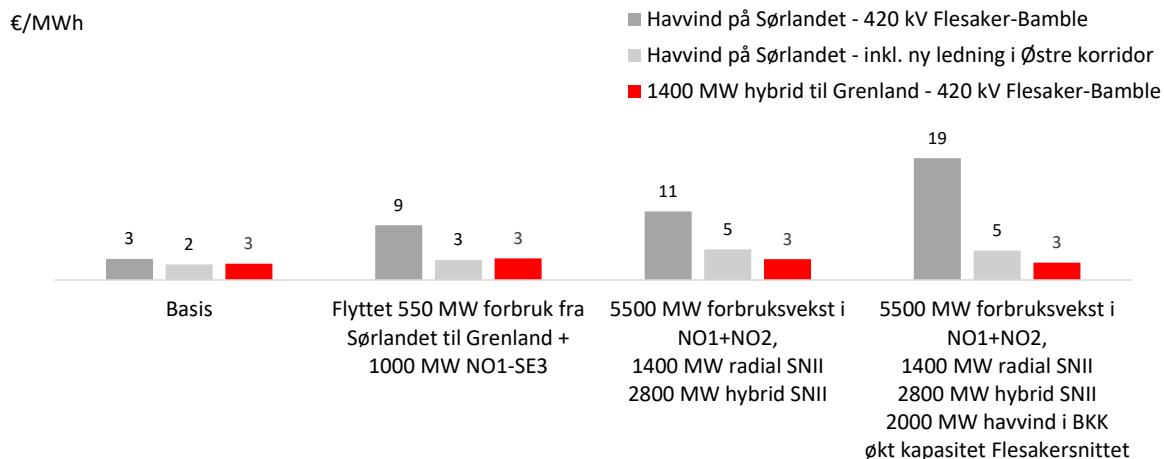 €/MWh
Havvind på Sørlandet - 420 kV Flesaker-Bamble
Havvind på Sørlandet - inkl. ny ledning i Østre korridor
1400 MW hybrid til Grenland - 420 kV Flesaker-Bamble
3
2
3
9
3
3
11
5
3
19
5
3
Basis
Flyttet 550 MW forbruk fra
Sørlandet til Grenland +
1000 MW NO1-SE3
5500 MW forbruksvekst i
NO1+NO2,
1400 MW radial SNII
2800 MW hybrid SNII
5500 MW forbruksvekst i
NO1+NO2,
1400 MW radial SNII
2800 MW hybrid SNII
2000 MW havvind i BKK
økt kapasitet Flesakersnittet